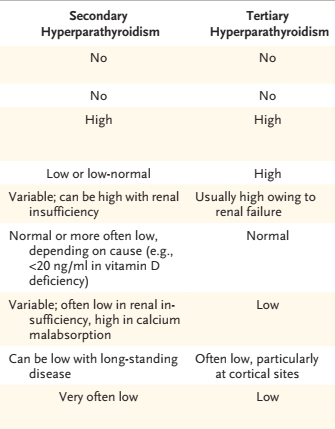 Secondary Hyperparathyroidism
Tertiary Hyperparathyroidism
No
No
No
No
High
High
Low or low-normal
High
Variable; can be high with renal
insufficiency
Usually high owing to
renal failure
Normal or more often low,
depending on cause (e.g.,
<20 ng/ml in vitamin D
deficiency)
Normal
Variable; often low in renal in-
sufficiency, high in calcium
malabsorption
Low
Can be low with long-standing
disease
Often low, particularly
at cortical sites
Very often low
Low